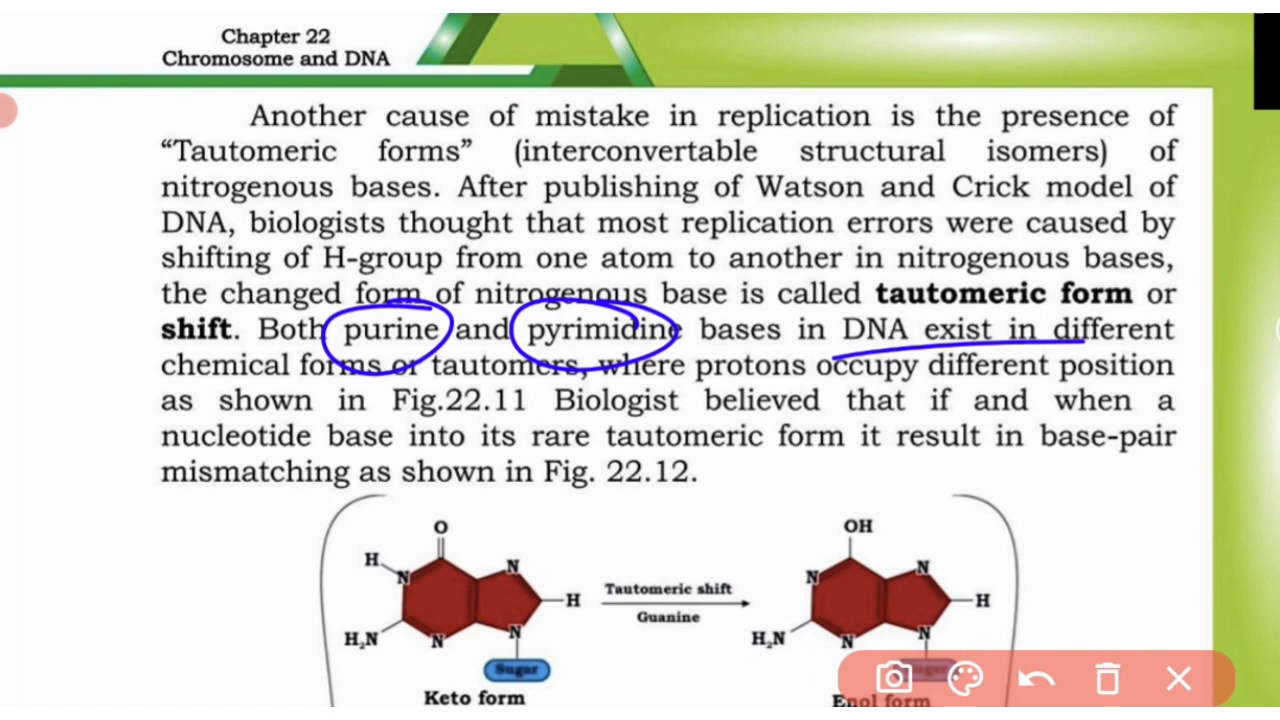 Chapter 22
Chromosome and DNA
Another cause of mistake in replication is the presence of
“Tautomeric forms” (interconvertable structural isomers) of
nitrogenous bases. After publishing of Watson and Crick model of
DNA, biologists thought that most replication errors were caused by
shifting of H-group from one atom to another in nitrogenous bases,
the changed form of nitrogenous base is called tautomeric form or
shift. Both purine and pyrimidine bases in DNA exist in different
chemical forms or tautomers, where protons occupy different position
as shown in Fig.22.11 Biologist believed that if and when a
nucleotide base into its rare tautomeric form it result in base-pair
mismatching as shown in Fig. 22.12.
O
H
N
N
H
H₂N
N
N
Sugar
Keto form
Tautomeric shift
Guanine
OH
N
N
H
H₂N
N
N
Enol form